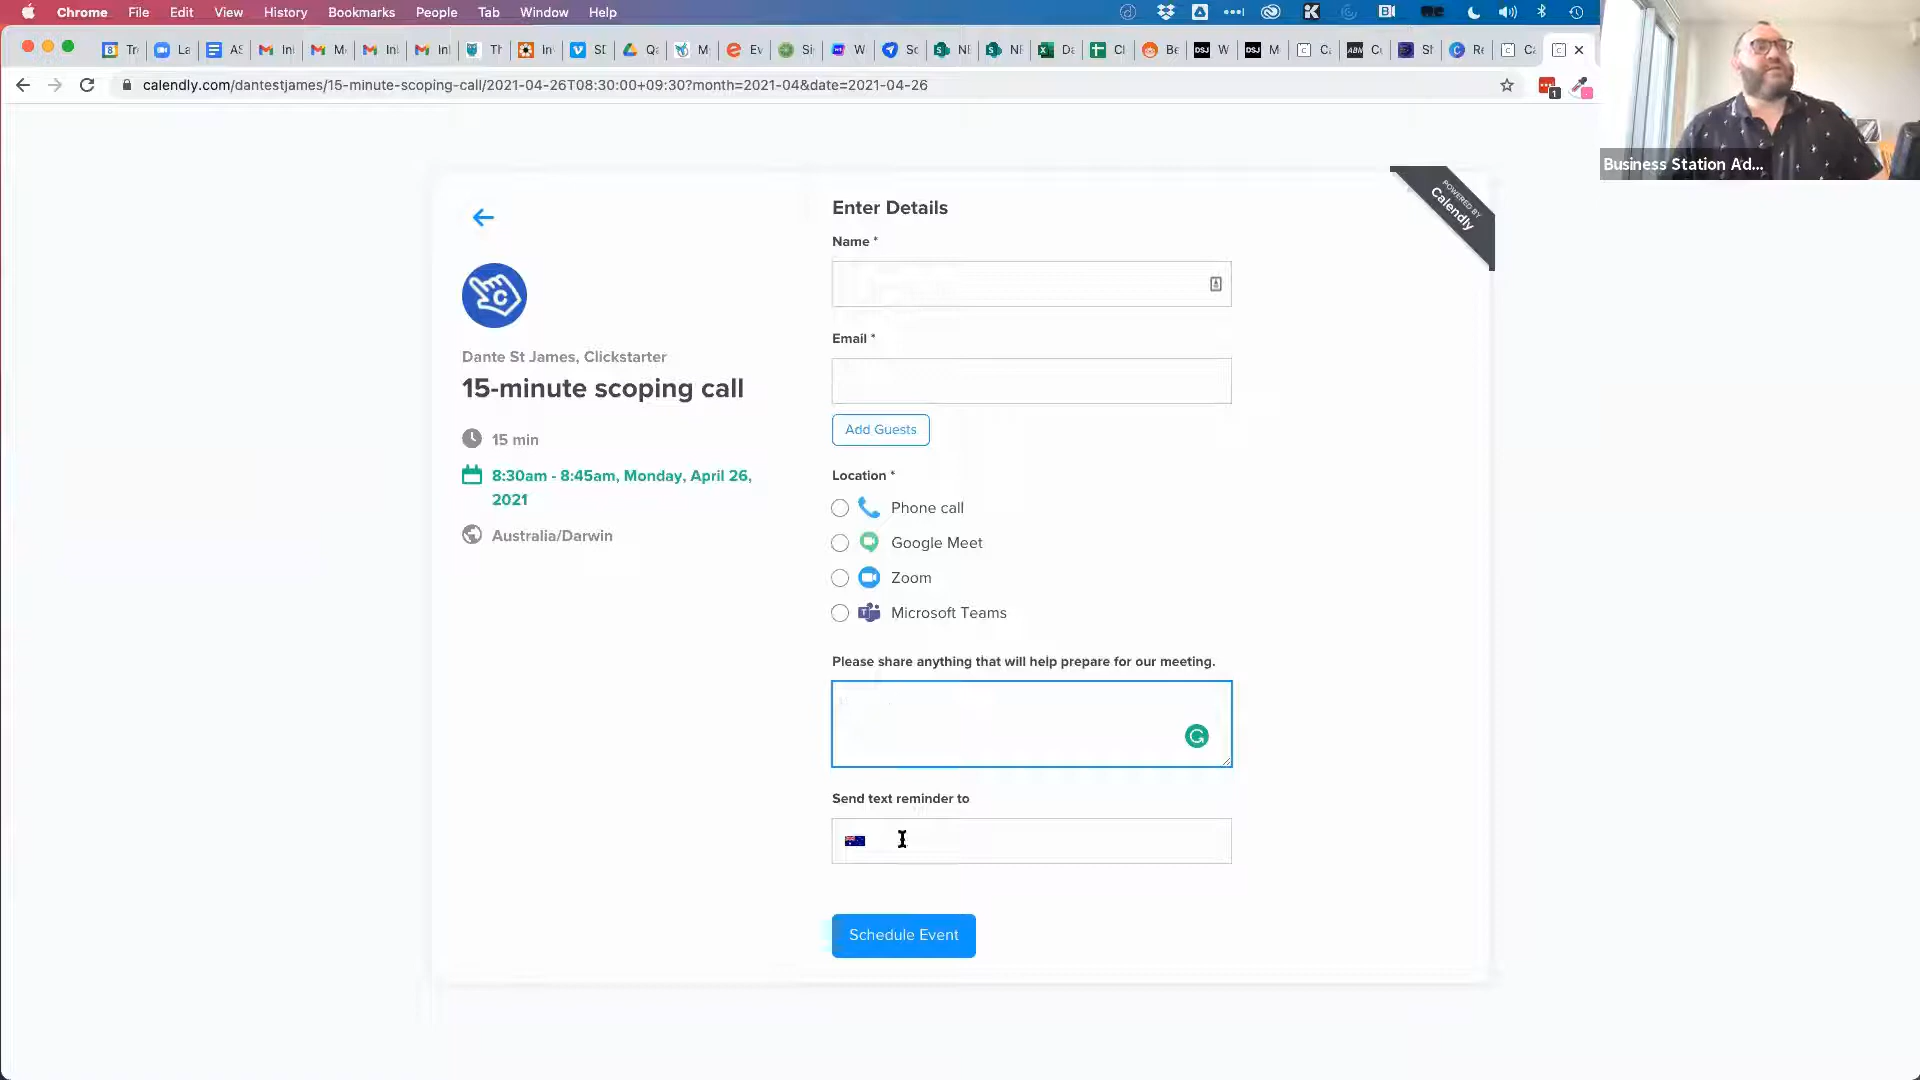 Chrome File Edit View History Bookmarks People Tab Window Help
calendly.com/dantestjames/15-minute-scoping-call/2021-04-26T08:30:00+09:30?month=2021-04&date=2021-04-26
Business Station Ad...
POWERED BY
Calendly
Dante St James, Clickstarter
15-minute scoping call
15 min
8:30am - 8:45am, Monday, April 26,
2021
Australia/Darwin
Enter Details
Name *
Email *
Add Guests
Location *
Phone call
Google Meet
Zoom
Microsoft Teams
Please share anything that will help prepare for our meeting.
Send text reminder to
Schedule Event